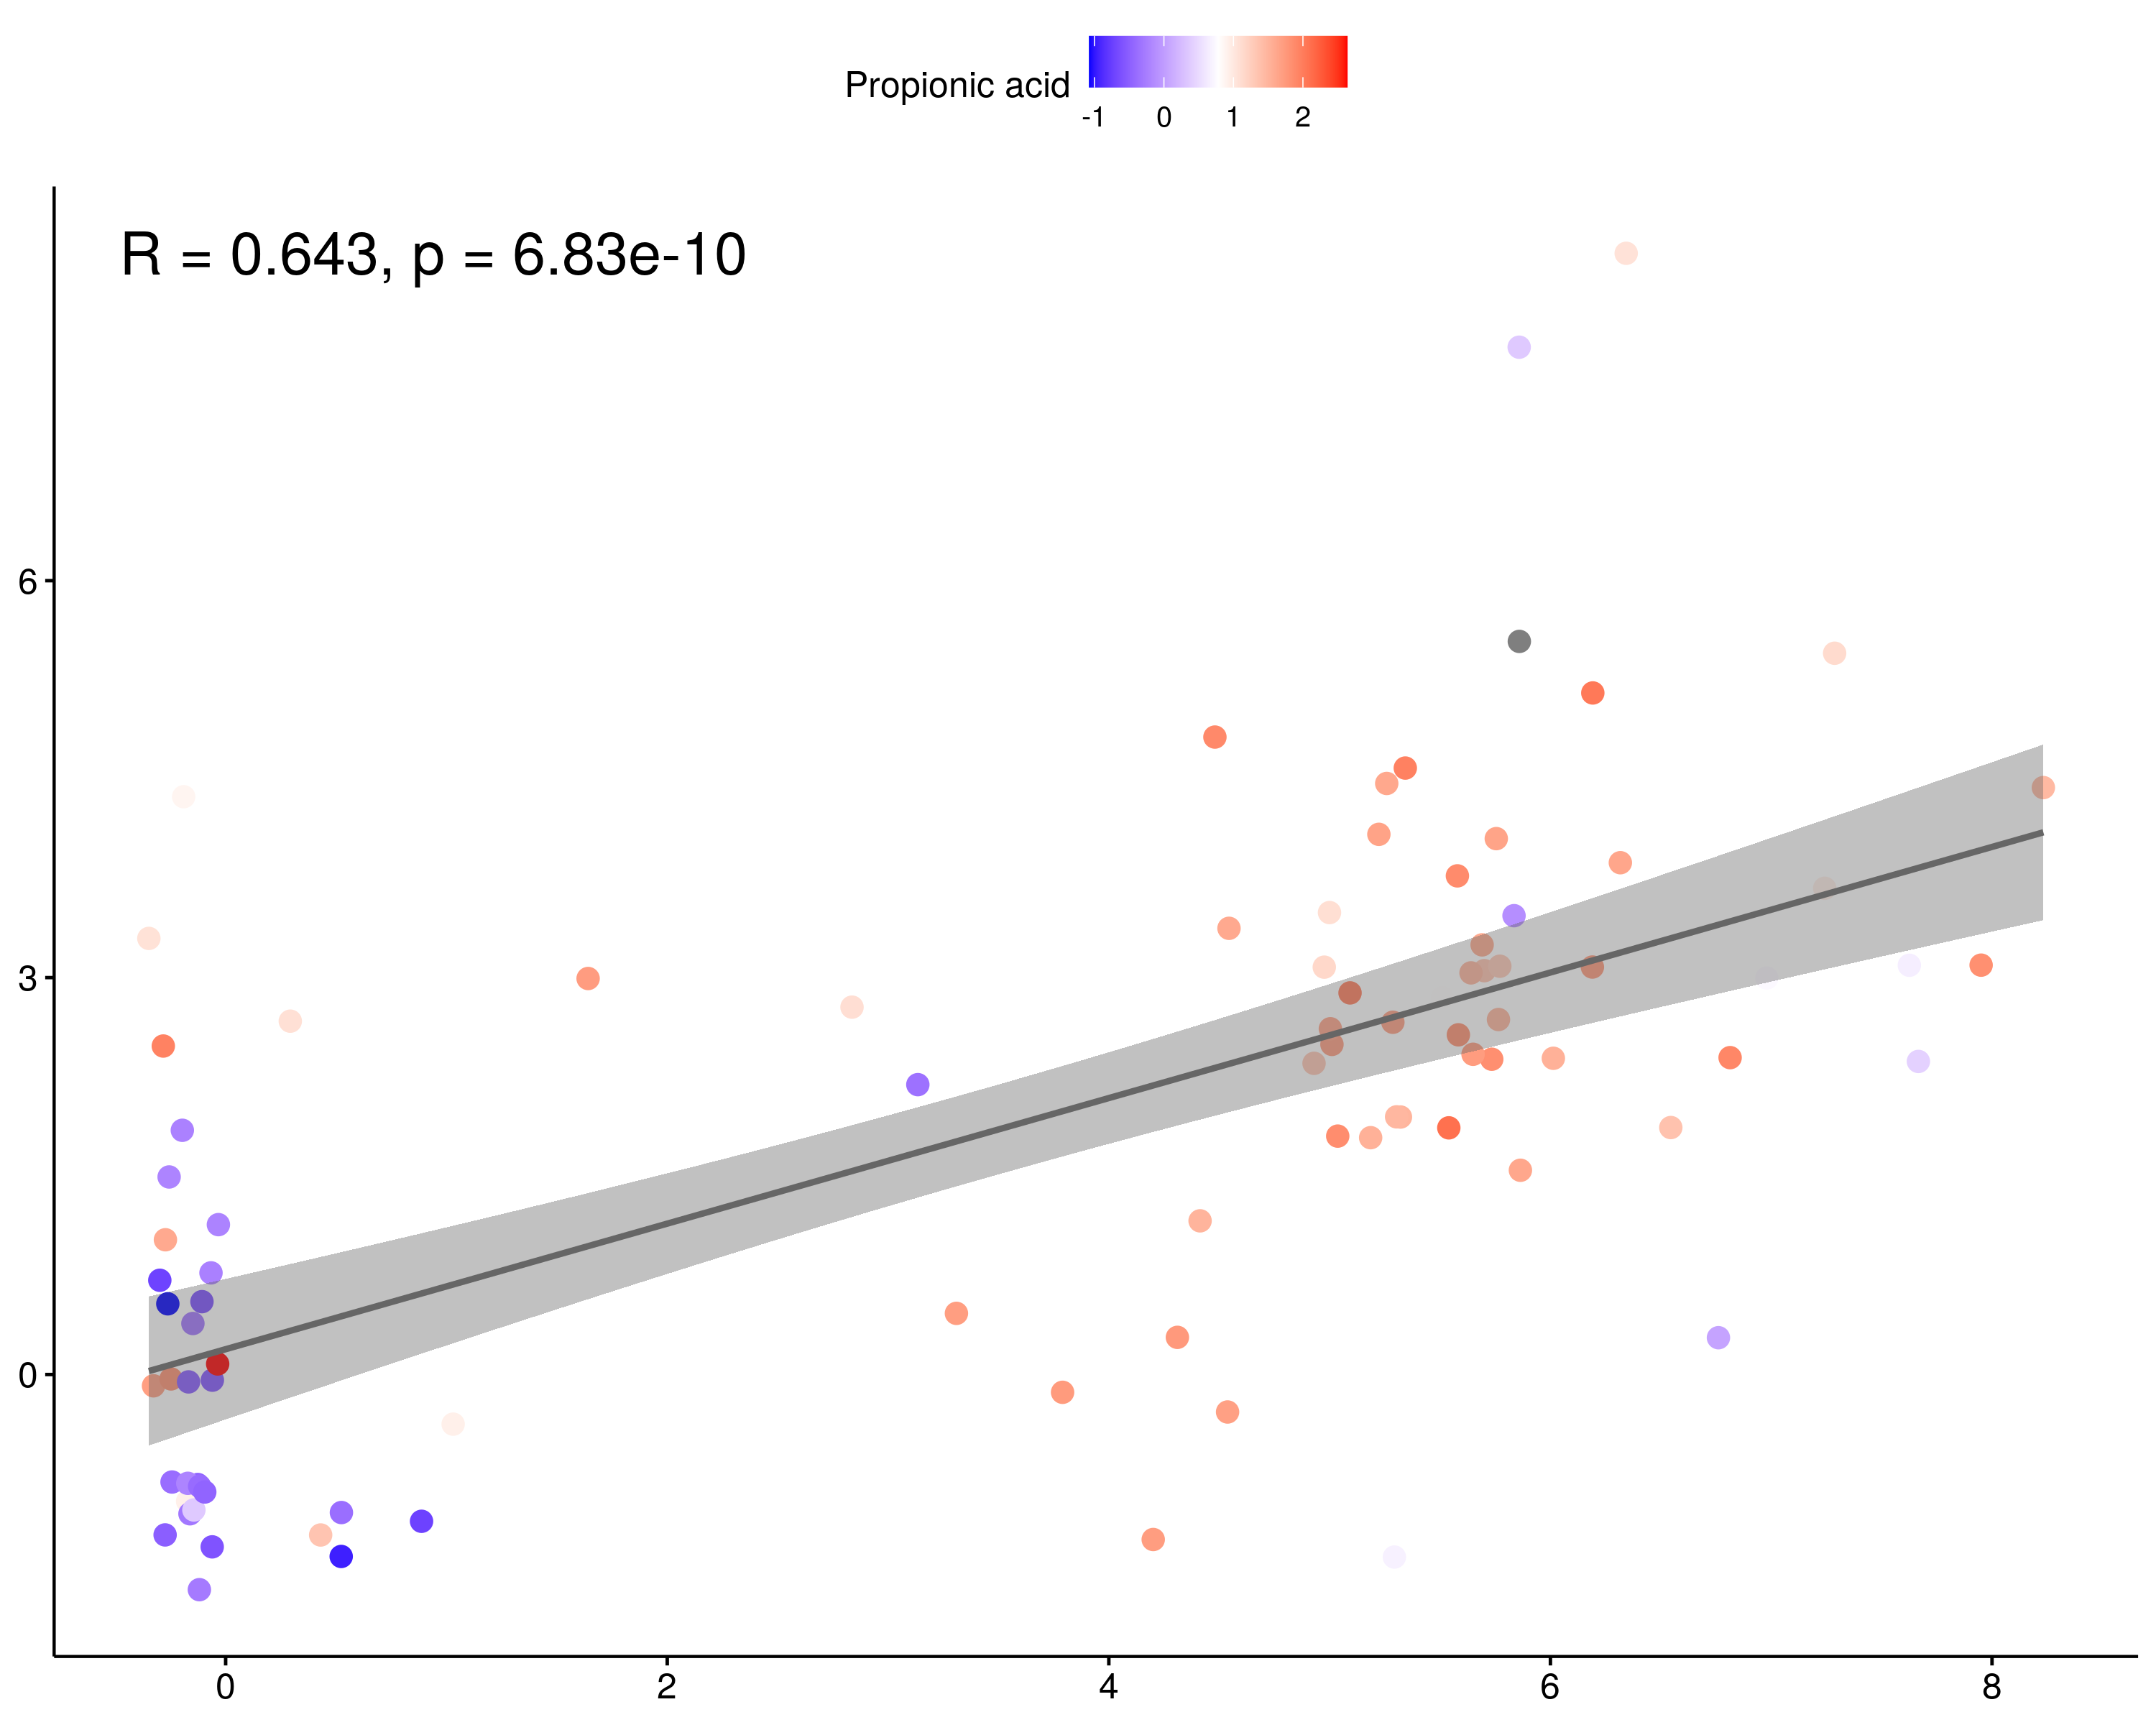 Propionic acid
-1 0 1 2
R = 0.643, p = 6.83e-10
6
3
0
0 2 4 6 8